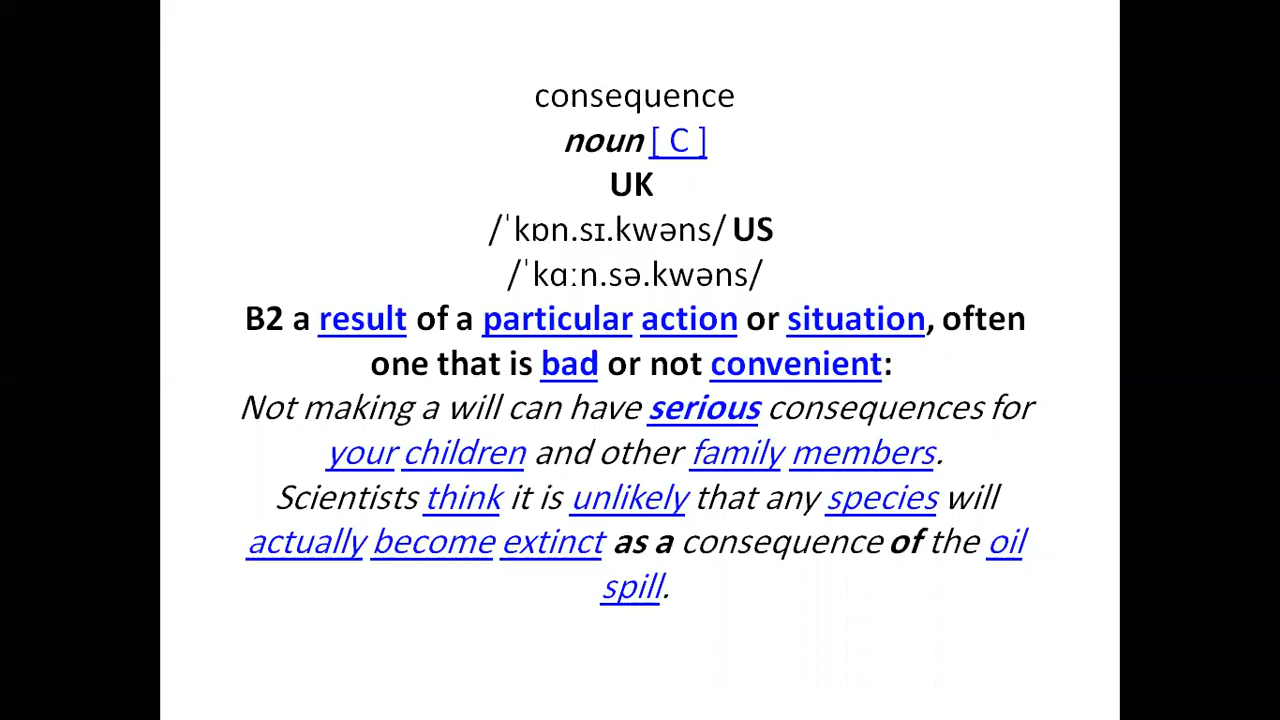 consequence
noun [ C ]
UK
/ˈkɒn.sɪ.kwəns/ US
/ˈkɑːn.sə.kwəns/
B2 a result of a particular action or situation, often
one that is bad or not convenient:
Not making a will can have serious consequences for
your children and other family members.
Scientists think it is unlikely that any species will
actually become extinct as a consequence of the oil
spill.